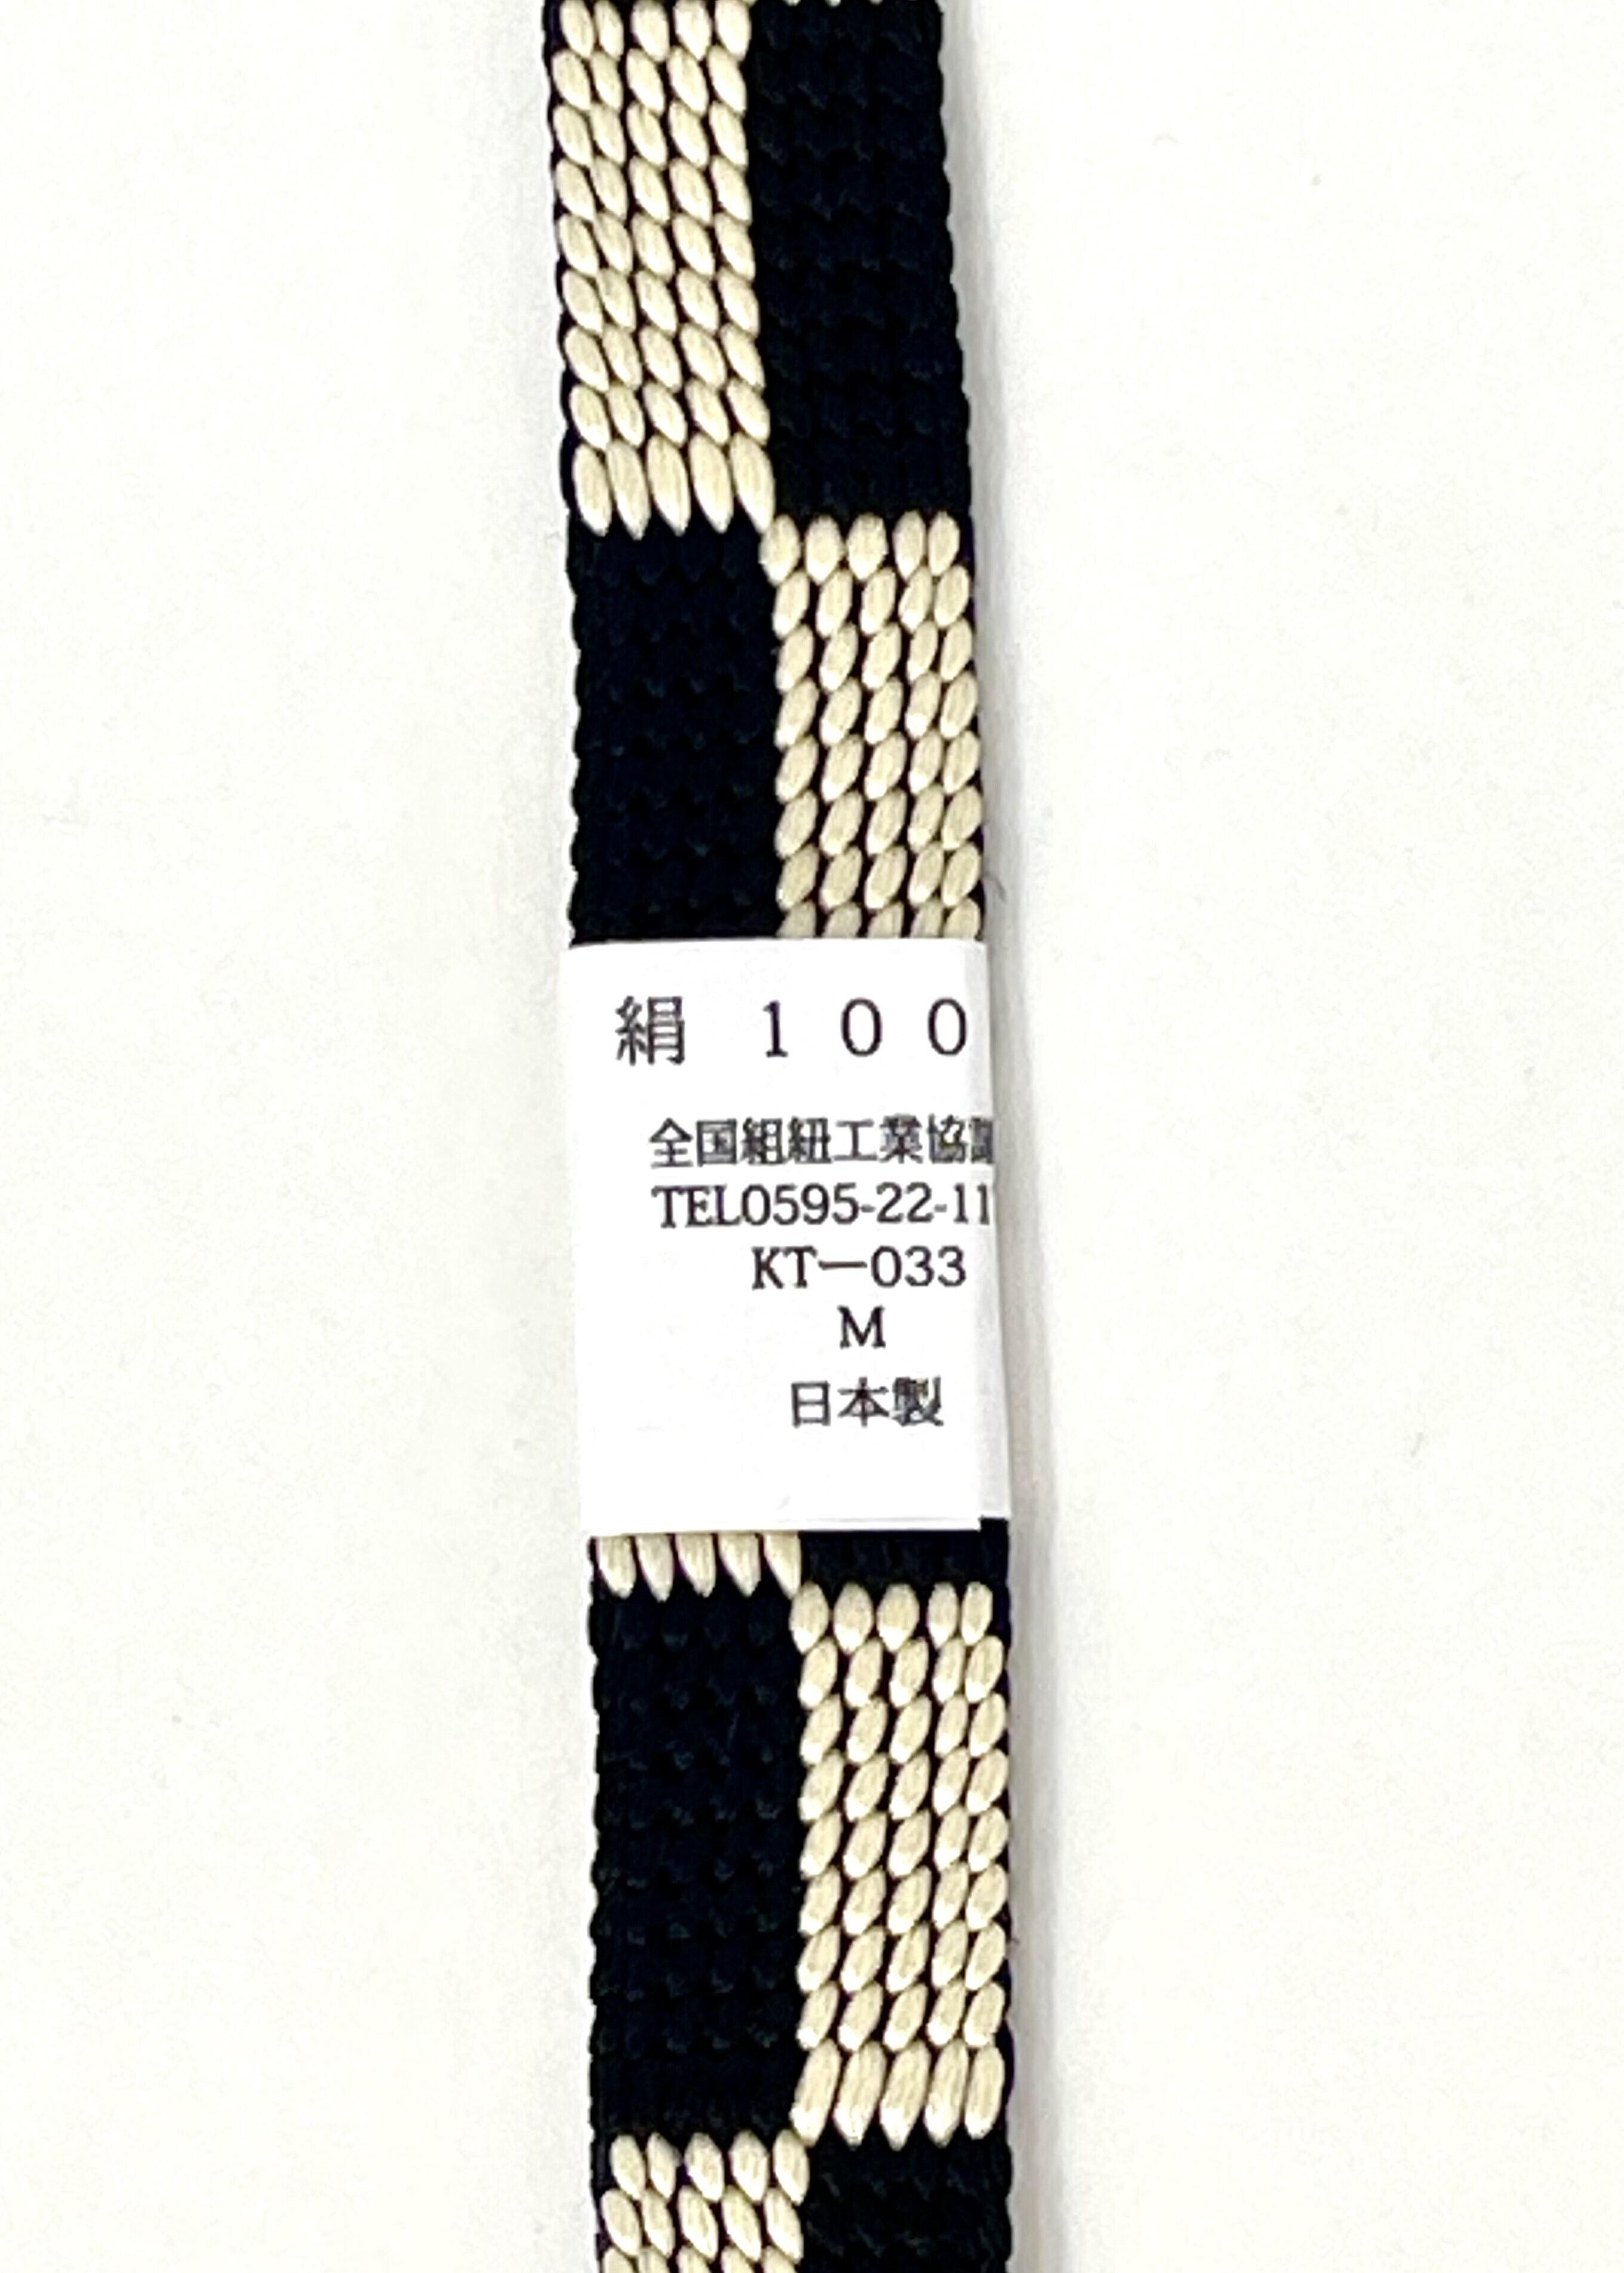 絹 １００
全国組紐工業協
TEL0595-22-11
KT－033
M
日本製